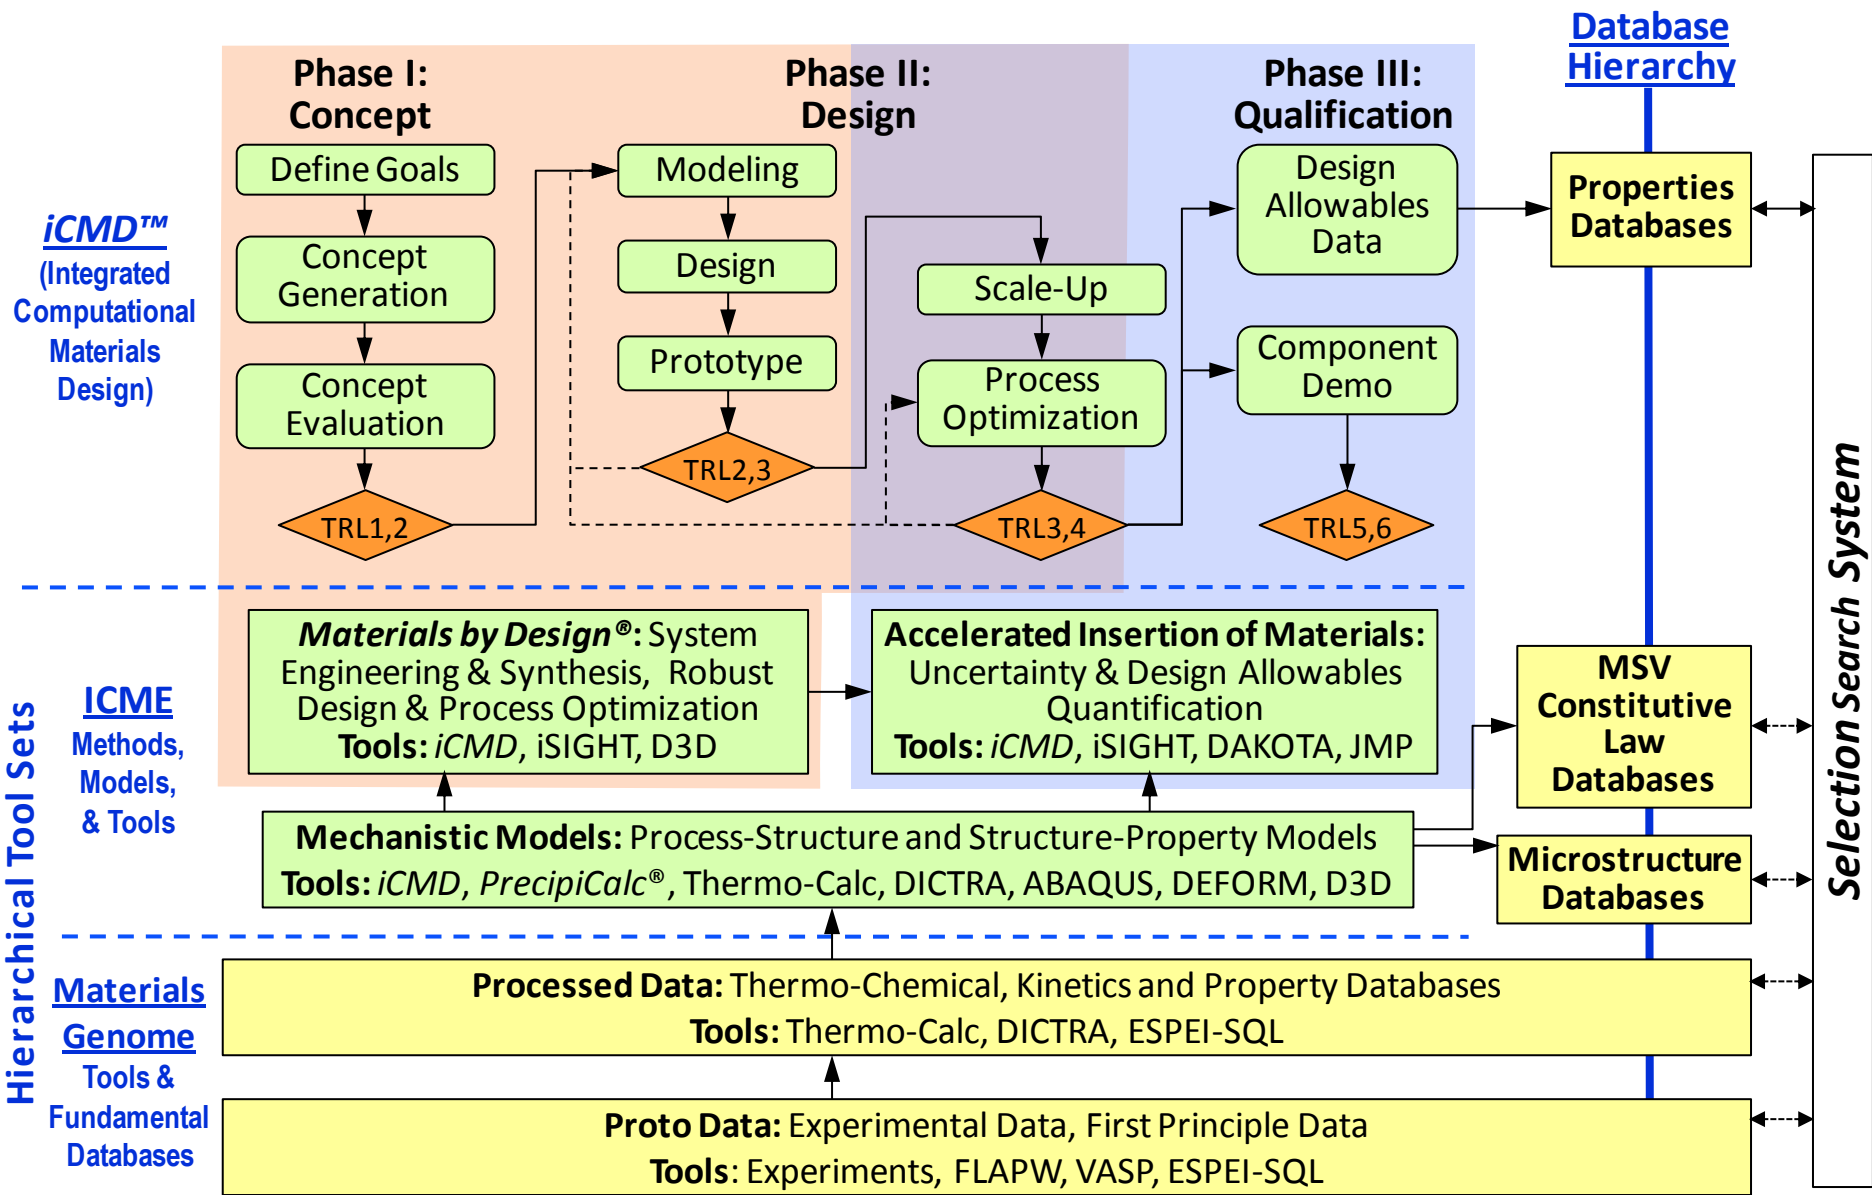 Database
Hierarchy
Phase I:
Concept
Phase II:
Design
Phase III:
Qualification
iCMD™
(Integrated
Computational
Materials
Design)
Define Goals
Concept
Generation
Concept
Evaluation
TRL1,2
Modeling
Design
Prototype
TRL2,3
Scale-Up
Process
Optimization
TRL3,4
Design
Allowables
Data
Component
Demo
TRL5,6
Properties
Databases
Selection Search System
Hierarchical Tool Sets
ICME
Methods,
Models,
& Tools
Materials by Design®: System
Engineering & Synthesis, Robust
Design & Process Optimization
Tools: iCMD, iSIGHT, D3D
Accelerated Insertion of Materials:
Uncertainty & Design Allowables
Quantification
Tools: iCMD, iSIGHT, DAKOTA, JMP
MSV
Constitutive
Law
Databases
Mechanistic Models: Process-Structure and Structure-Property Models
Tools: iCMD, PrecipiCalc®, Thermo-Calc, DICTRA, ABAQUS, DEFORM, D3D
Microstructure
Databases
Materials
Genome
Tools &
Fundamental
Databases
Processed Data: Thermo-Chemical, Kinetics and Property Databases
Tools: Thermo-Calc, DICTRA, ESPEI-SQL
Proto Data: Experimental Data, First Principle Data
Tools: Experiments, FLAPW, VASP, ESPEI-SQL